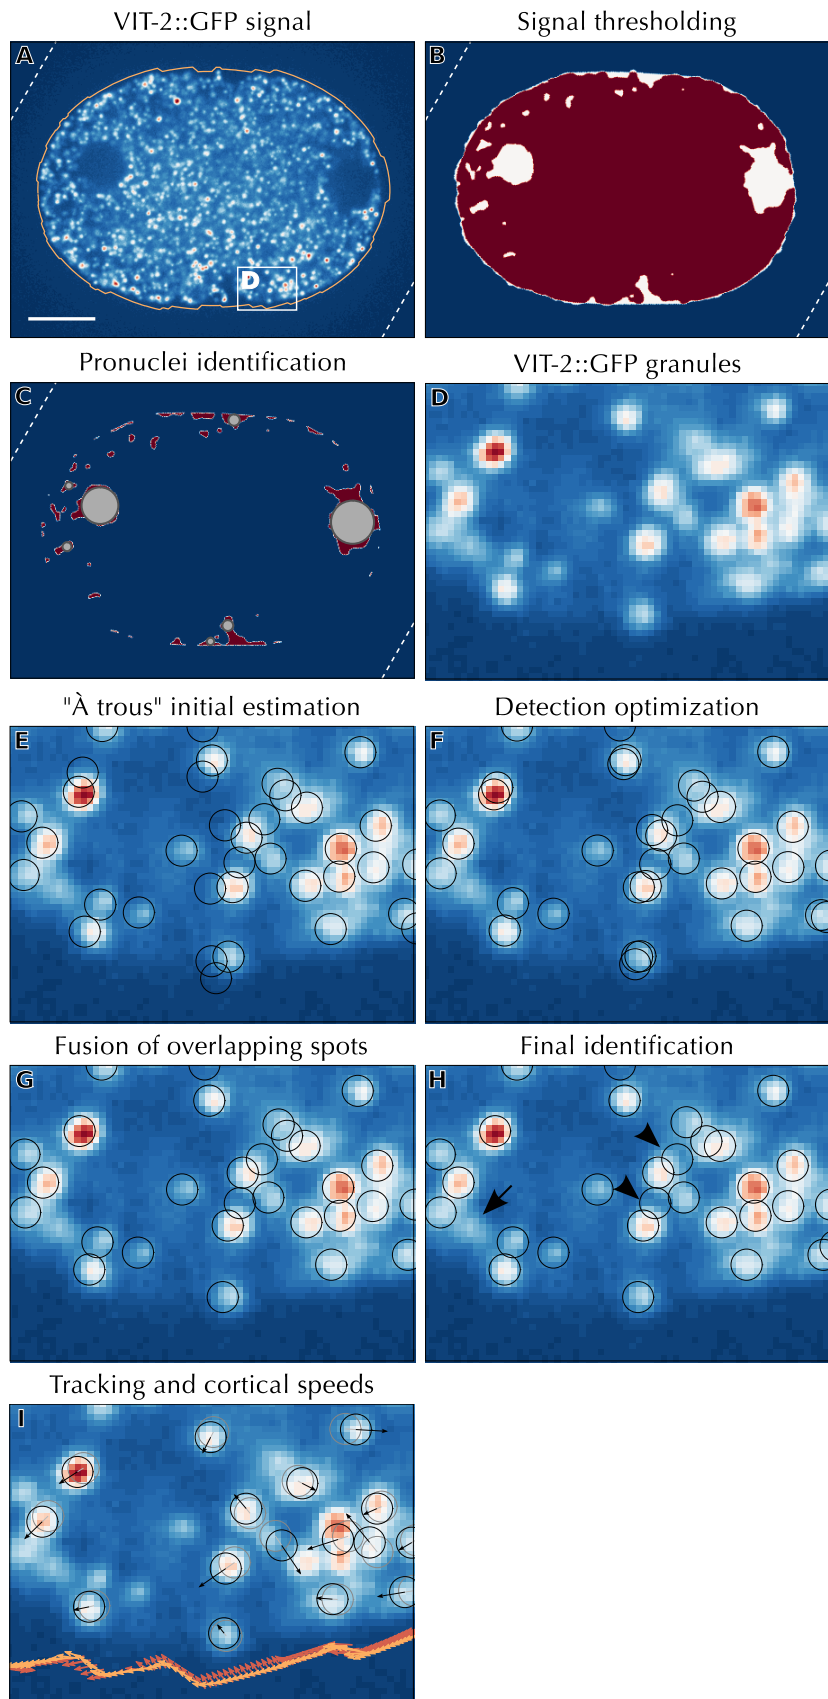 VIT-2::GFP signal
Signal thresholding
A
B
D
Pronuclei identification
VIT-2::GFP granules
C
D
"À trous" initial estimation
Detection optimization
E
F
Fusion of overlapping spots
Final identification
G
H
Tracking and cortical speeds
I